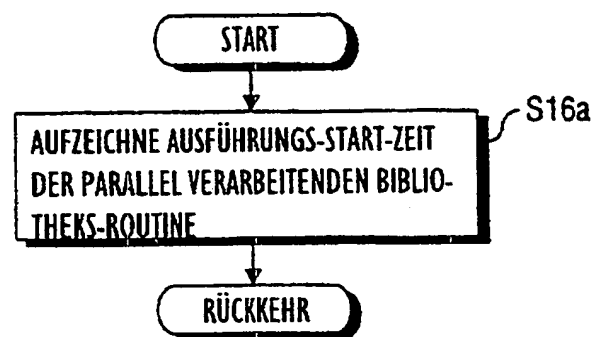 START
AUFZEICHNE AUSFÜHRUNGS-START-ZEIT
DER PARALLEL VERARBEITENDEN BIBLIO-
THEKS-ROUTINE
S16a
RÜCKKEHR